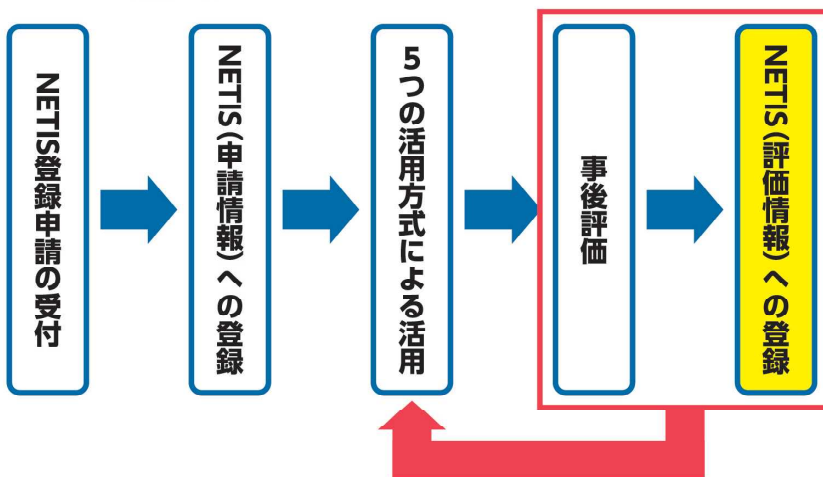 NETIS登録申請の受付
NETIS(申請情報)への登録
5つの活用方式による活用
事後評価
NETIS(評価情報)への登録